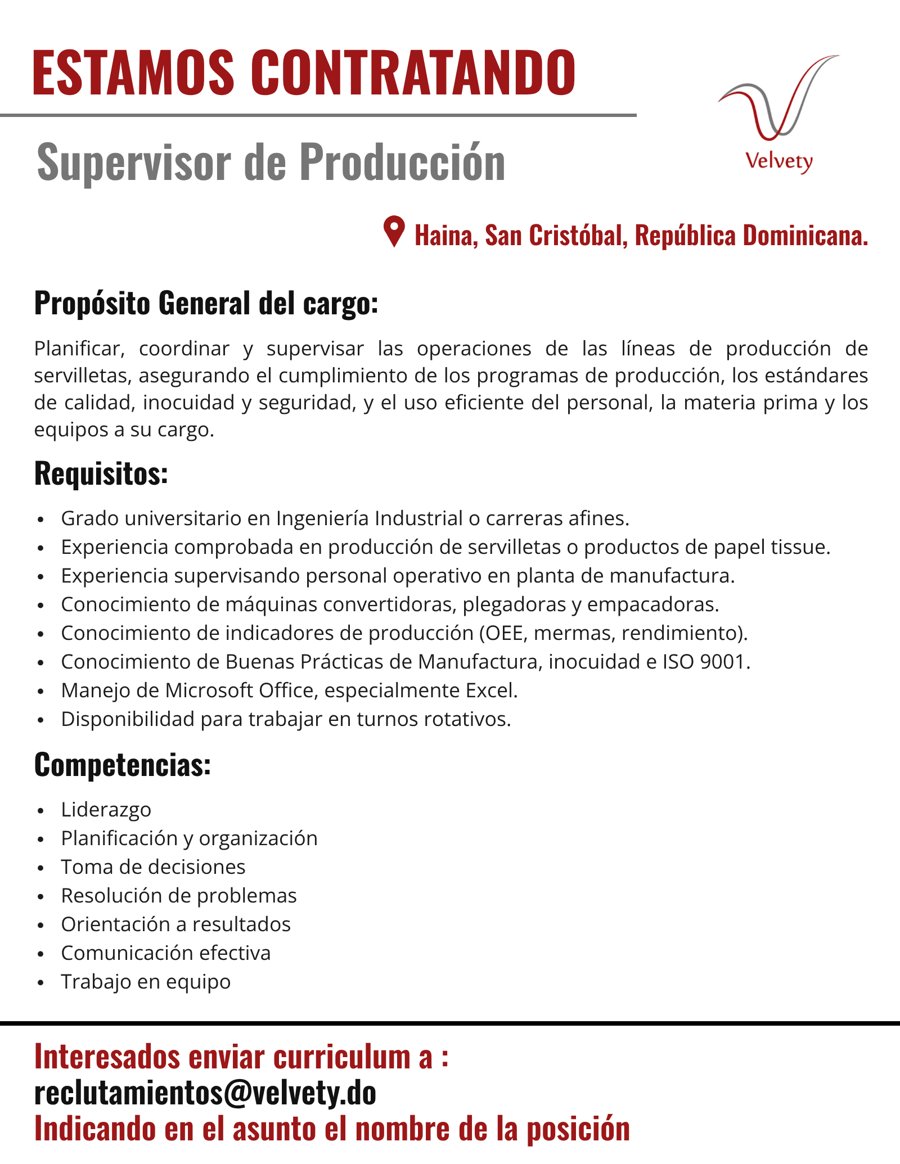 ESTAMOS CONTRATANDO
Velvety
Supervisor de Producción
Haina, San Cristóbal, República Dominicana.
Propósito General del cargo:
Planificar, coordinar y supervisar las operaciones de las líneas de producción de
servilletas, asegurando el cumplimiento de los programas de producción, los estándares
de calidad, inocuidad y seguridad, y el uso eficiente del personal, la materia prima y los
equipos a su cargo.
Requisitos:
• Grado universitario en Ingeniería Industrial o carreras afines.
• Experiencia comprobada en producción de servilletas o productos de papel tissue.
• Experiencia supervisando personal operativo en planta de manufactura.
• Conocimiento de máquinas convertidoras, plegadoras y empacadoras.
• Conocimiento de indicadores de producción (OEE, mermas, rendimiento).
• Conocimiento de Buenas Prácticas de Manufactura, inocuidad e ISO 9001.
• Manejo de Microsoft Office, especialmente Excel.
• Disponibilidad para trabajar en turnos rotativos.
Competencias:
• Liderazgo
• Planificación y organización
• Toma de decisiones
• Resolución de problemas
• Orientación a resultados
• Comunicación efectiva
• Trabajo en equipo
Interesados enviar curriculum a :
reclutamientos@velvety.do
Indicando en el asunto el nombre de la posición